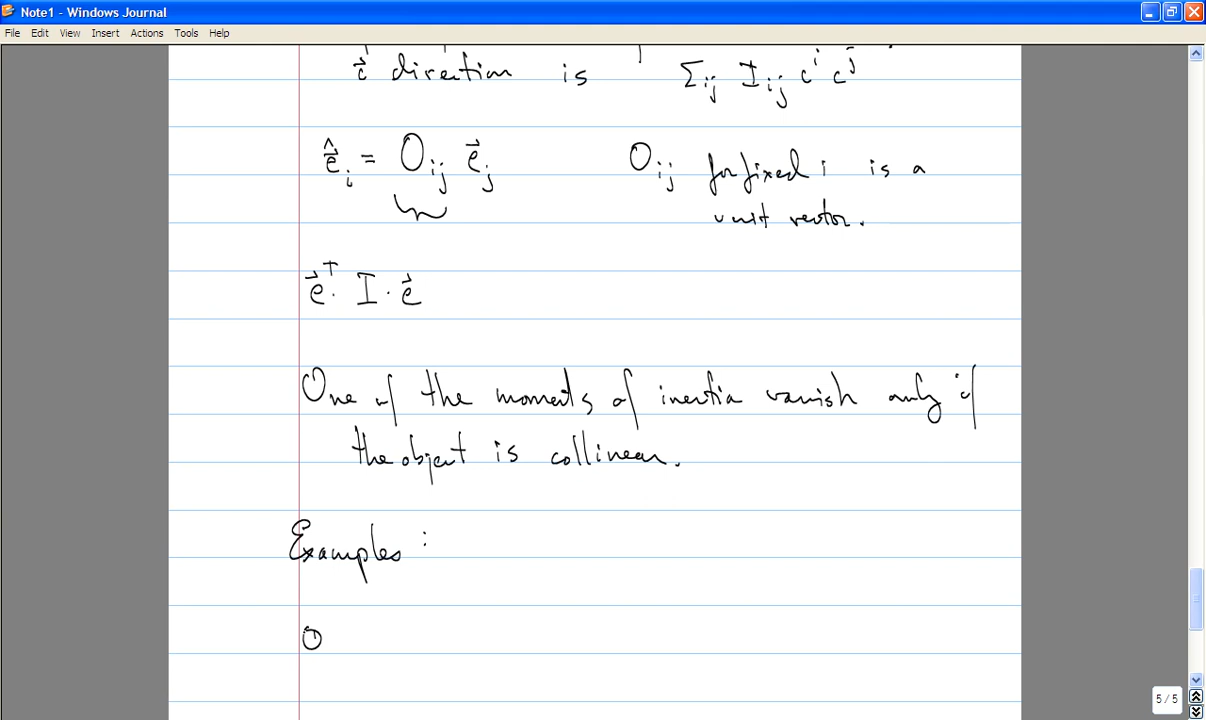 Note1 - Windows Journal
File Edit View Insert Actions Tools Help
c⃗ direction is Σij Iij cⁱ cʲ
ê⃗i = Oij e⃗j Oij for fixed i is a
unit vector.
e⃗ᵀ · I · e⃗
One of the moments of inertia vanish only if
the object is collinear.
Examples :
O
5 / 5